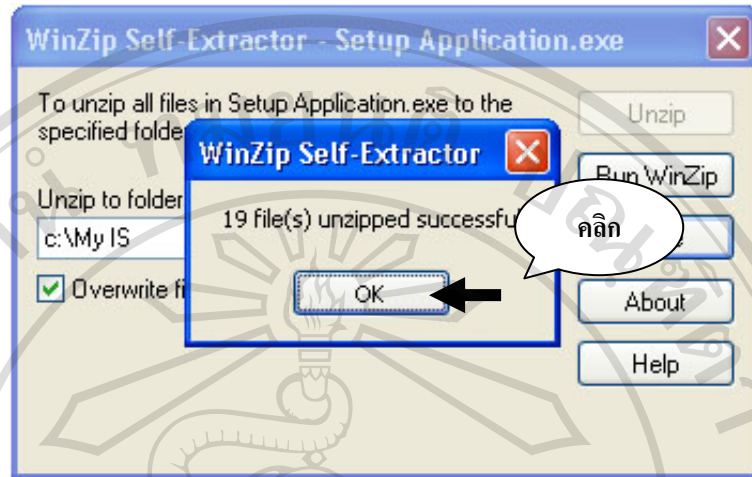 WinZip Self-Extractor - Setup Application.exe
To unzip all files in Setup Application.exe to the
specified folde
Unzip to folder
c:\My IS
Overwrite fi
WinZip Self-Extractor
19 file(s) unzipped successfu
OK
คลิก
Unzip
Run WinZip
About
Help